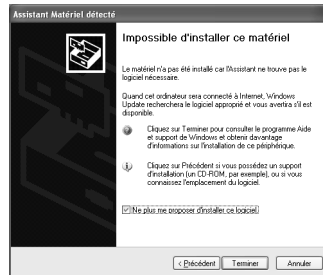 Assistant Matériel détecté
Impossible d'installer ce matériel
Le matériel n'a pas été installé car l'Assistant ne trouve pas le
logiciel nécessaire.
Quand cet ordinateur sera connecté à Internet, Windows
Update recherchera le logiciel approprié et vous avertira s'il est
disponible.
Cliquez sur Terminer pour consulter le programme Aide
et support de Windows et obtenir davantage
d'informations sur l'installation de ce périphérique.
Cliquez sur Précédent si vous possédez un support
d'installation (un CD-ROM, par exemple), ou si vous
connaissez l'emplacement du logiciel.
Ne plus me proposer d'installer ce logiciel.
< Précédent Terminer Annuler